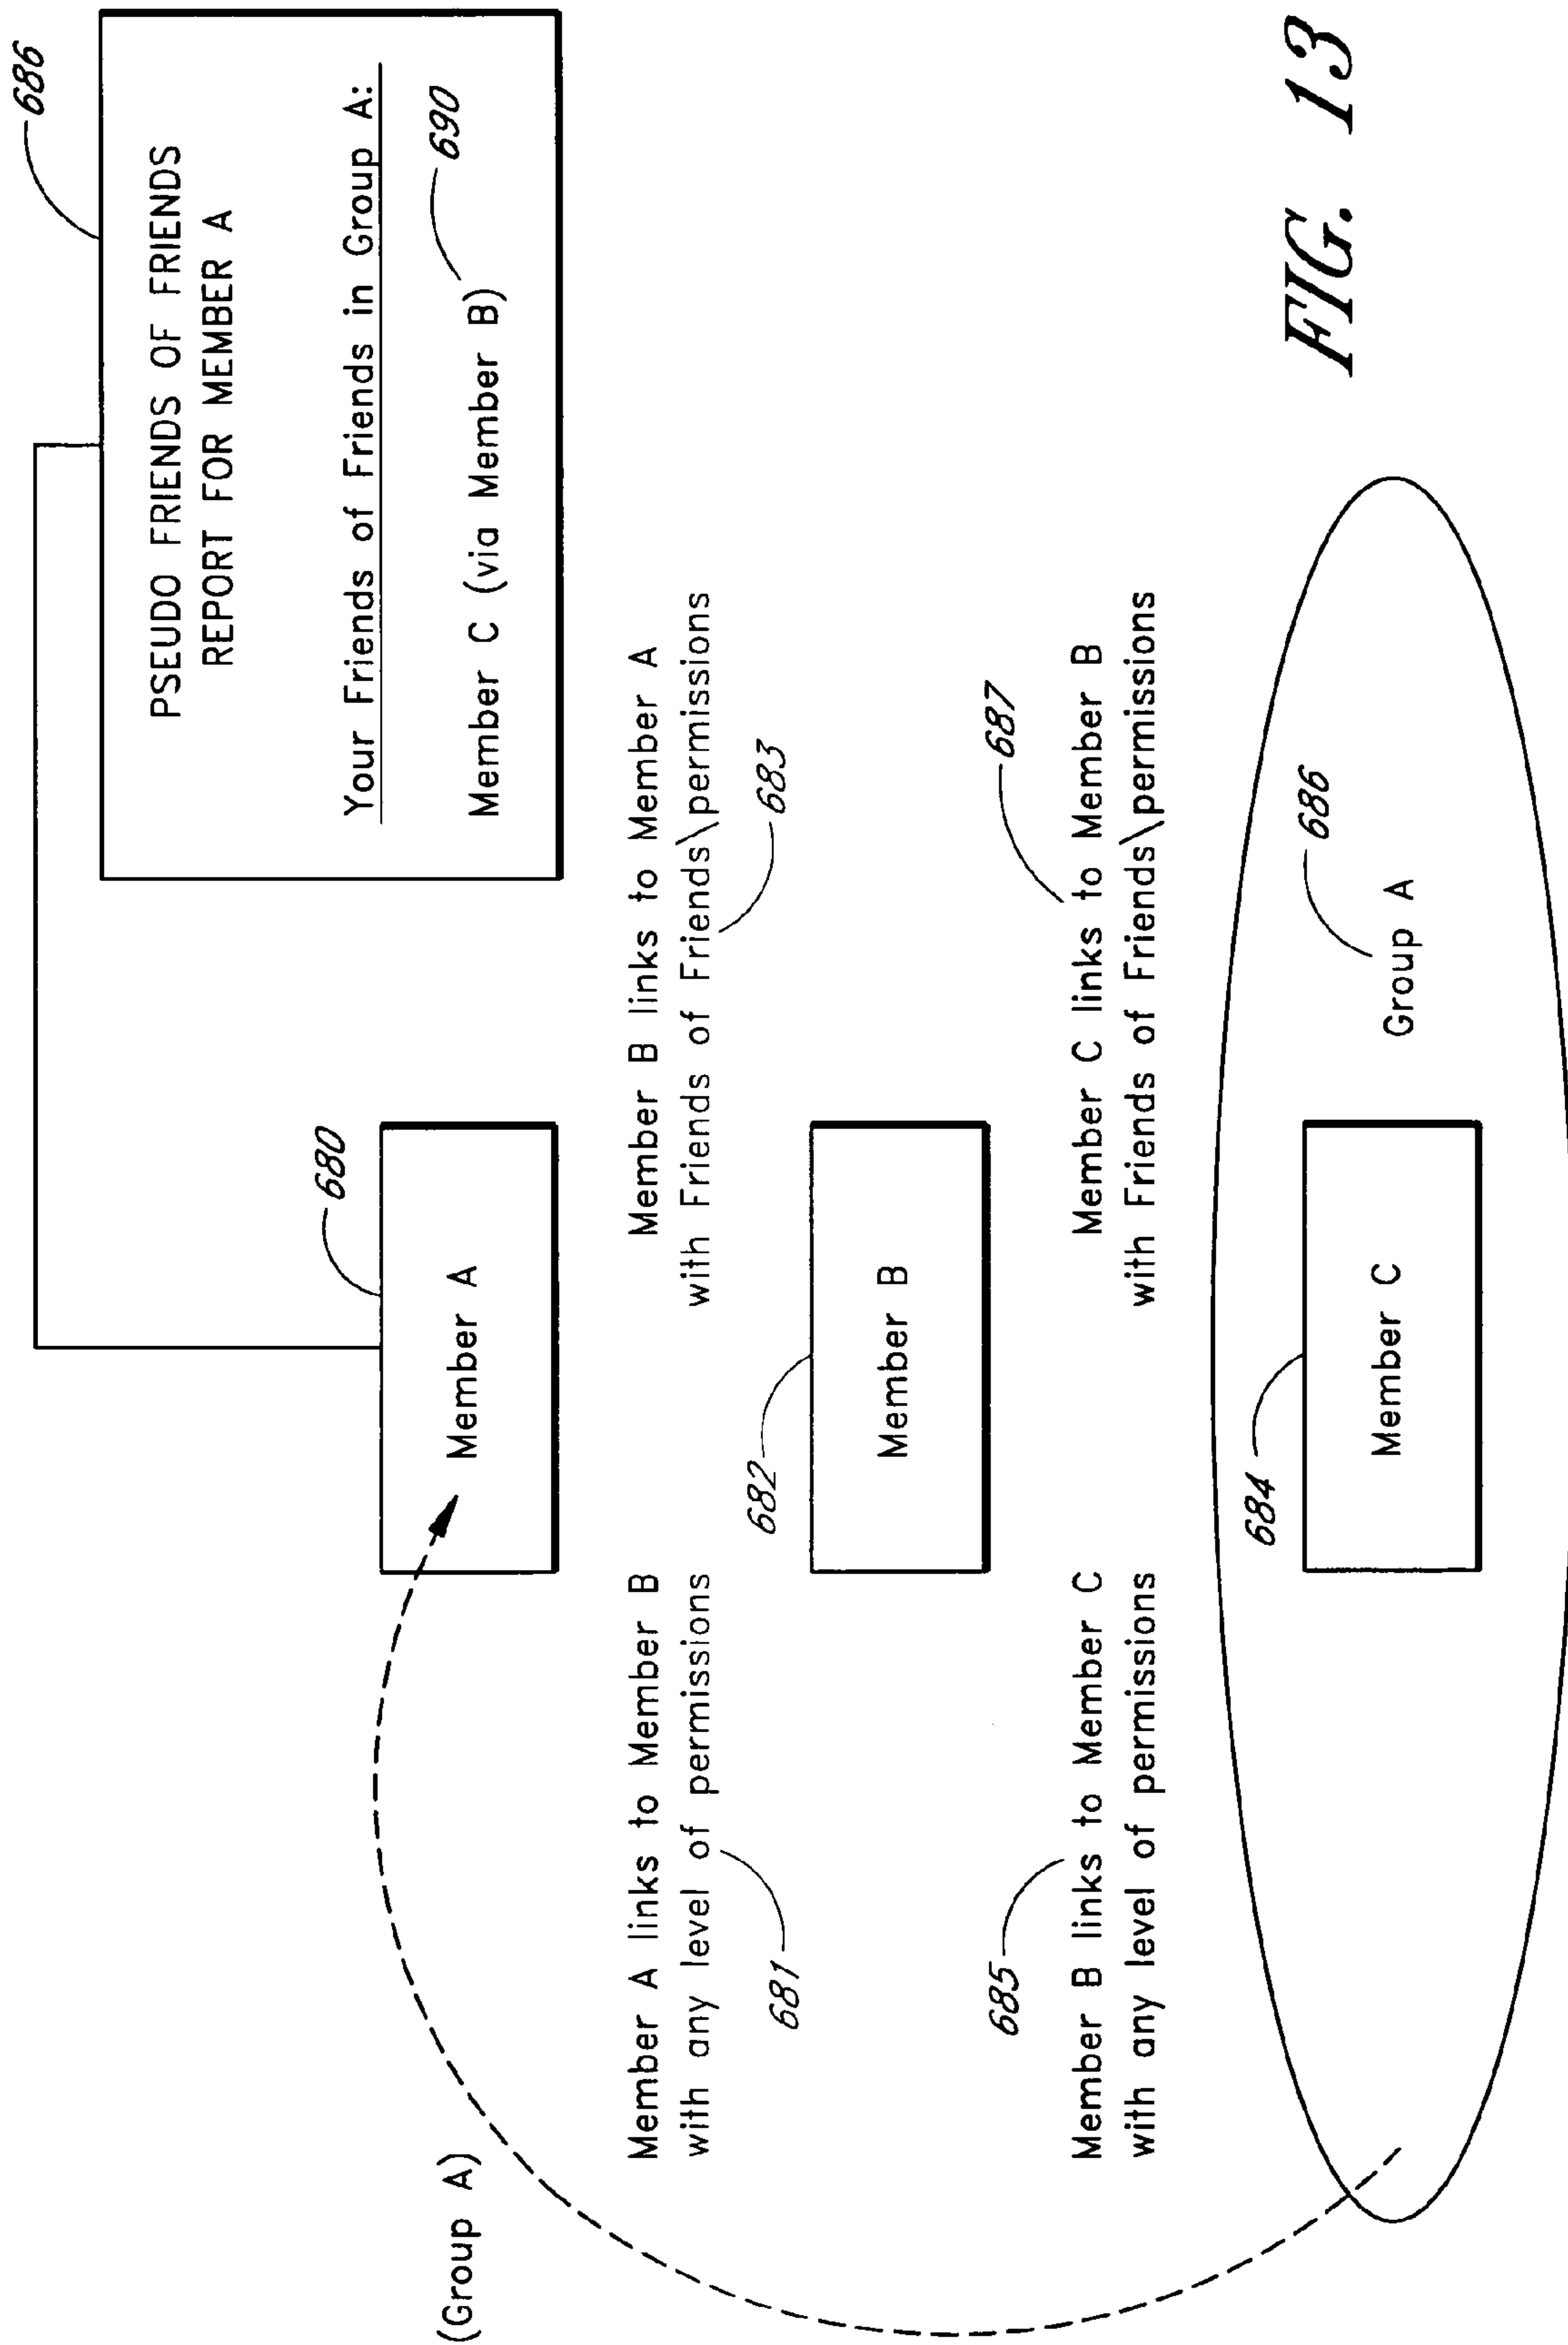 686
PSEUDO FRIENDS OF FRIENDS
REPORT FOR MEMBER A
Your Friends of Friends in Group A:
Member C (via Member B)
690
(Group A)
680
Member A
Member A links to Member B
with any level of permissions
681
Member B links to Member A
with Friends of Friends\permissions
683
682
Member B
685
Member B links to Member C
with any level of permissions
687
Member C links to Member B
with Friends of Friends\permissions
684
Member C
686
Group A
FIG. 13